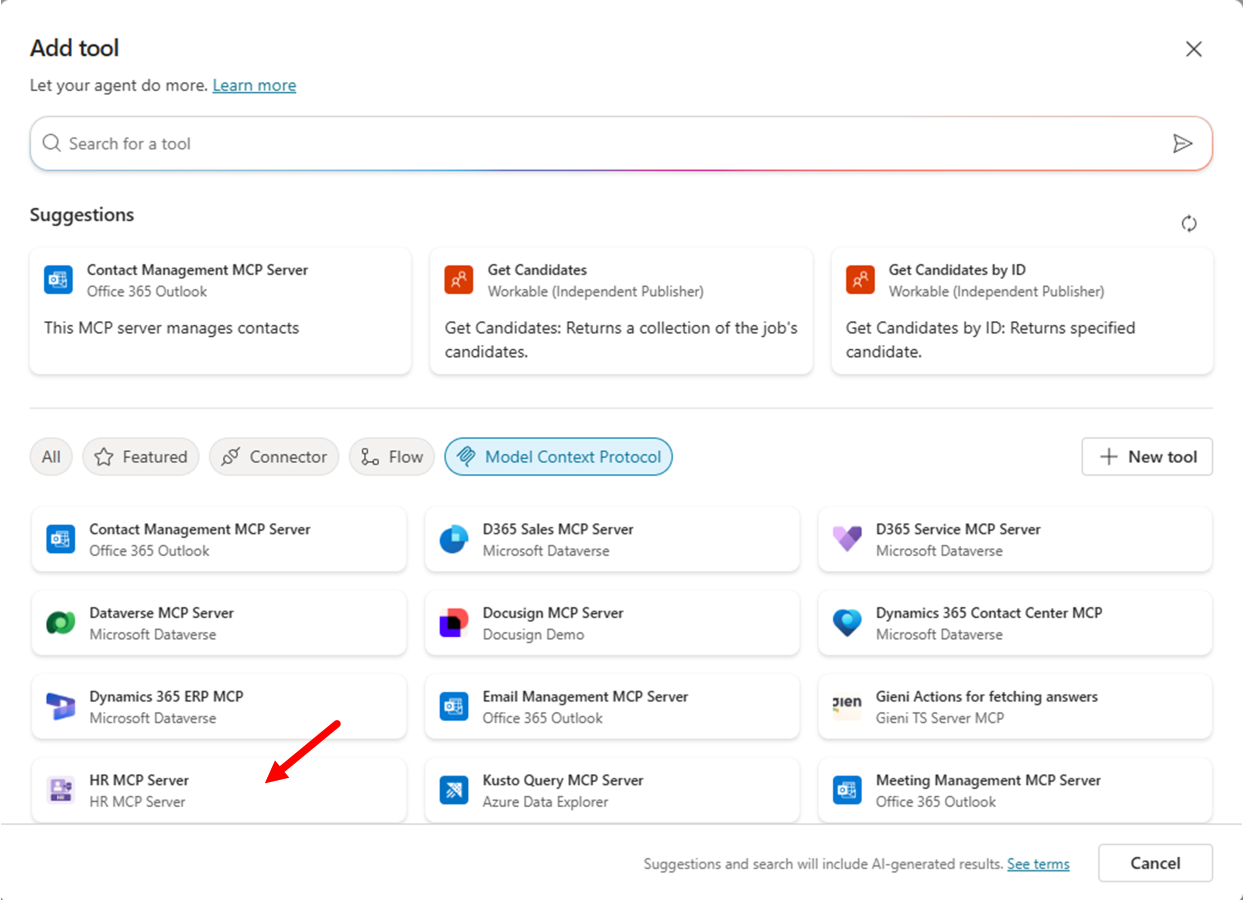 Add tool
Let your agent do more. Learn more
Search for a tool
Suggestions
Contact Management MCP Server
Office 365 Outlook
This MCP server manages contacts
Get Candidates
Workable (Independent Publisher)
Get Candidates: Returns a collection of the job's
candidates.
Get Candidates by ID
Workable (Independent Publisher)
Get Candidates by ID: Returns specified
candidate.
All
Featured
Connector
Flow
Model Context Protocol
New tool
Contact Management MCP Server
Office 365 Outlook
D365 Sales MCP Server
Microsoft Dataverse
D365 Service MCP Server
Microsoft Dataverse
Dataverse MCP Server
Microsoft Dataverse
Docusign MCP Server
Docusign Demo
Dynamics 365 Contact Center MCP
Microsoft Dataverse
Dynamics 365 ERP MCP
Microsoft Dataverse
Email Management MCP Server
Office 365 Outlook
gien
Gieni Actions for fetching answers
Gieni TS Server MCP
HR MCP Server
HR MCP Server
Kusto Query MCP Server
Azure Data Explorer
Meeting Management MCP Server
Office 365 Outlook
Suggestions and search will include AI-generated results. See terms
Cancel